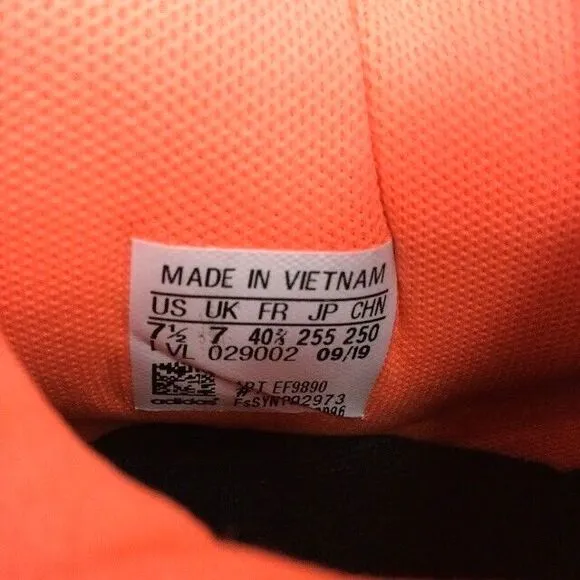 MADE IN VIETNAM
US UK FR JP CHN
7½ 7 40⅔ 255 250
LVL 029002 09/19
EF9890
adidas